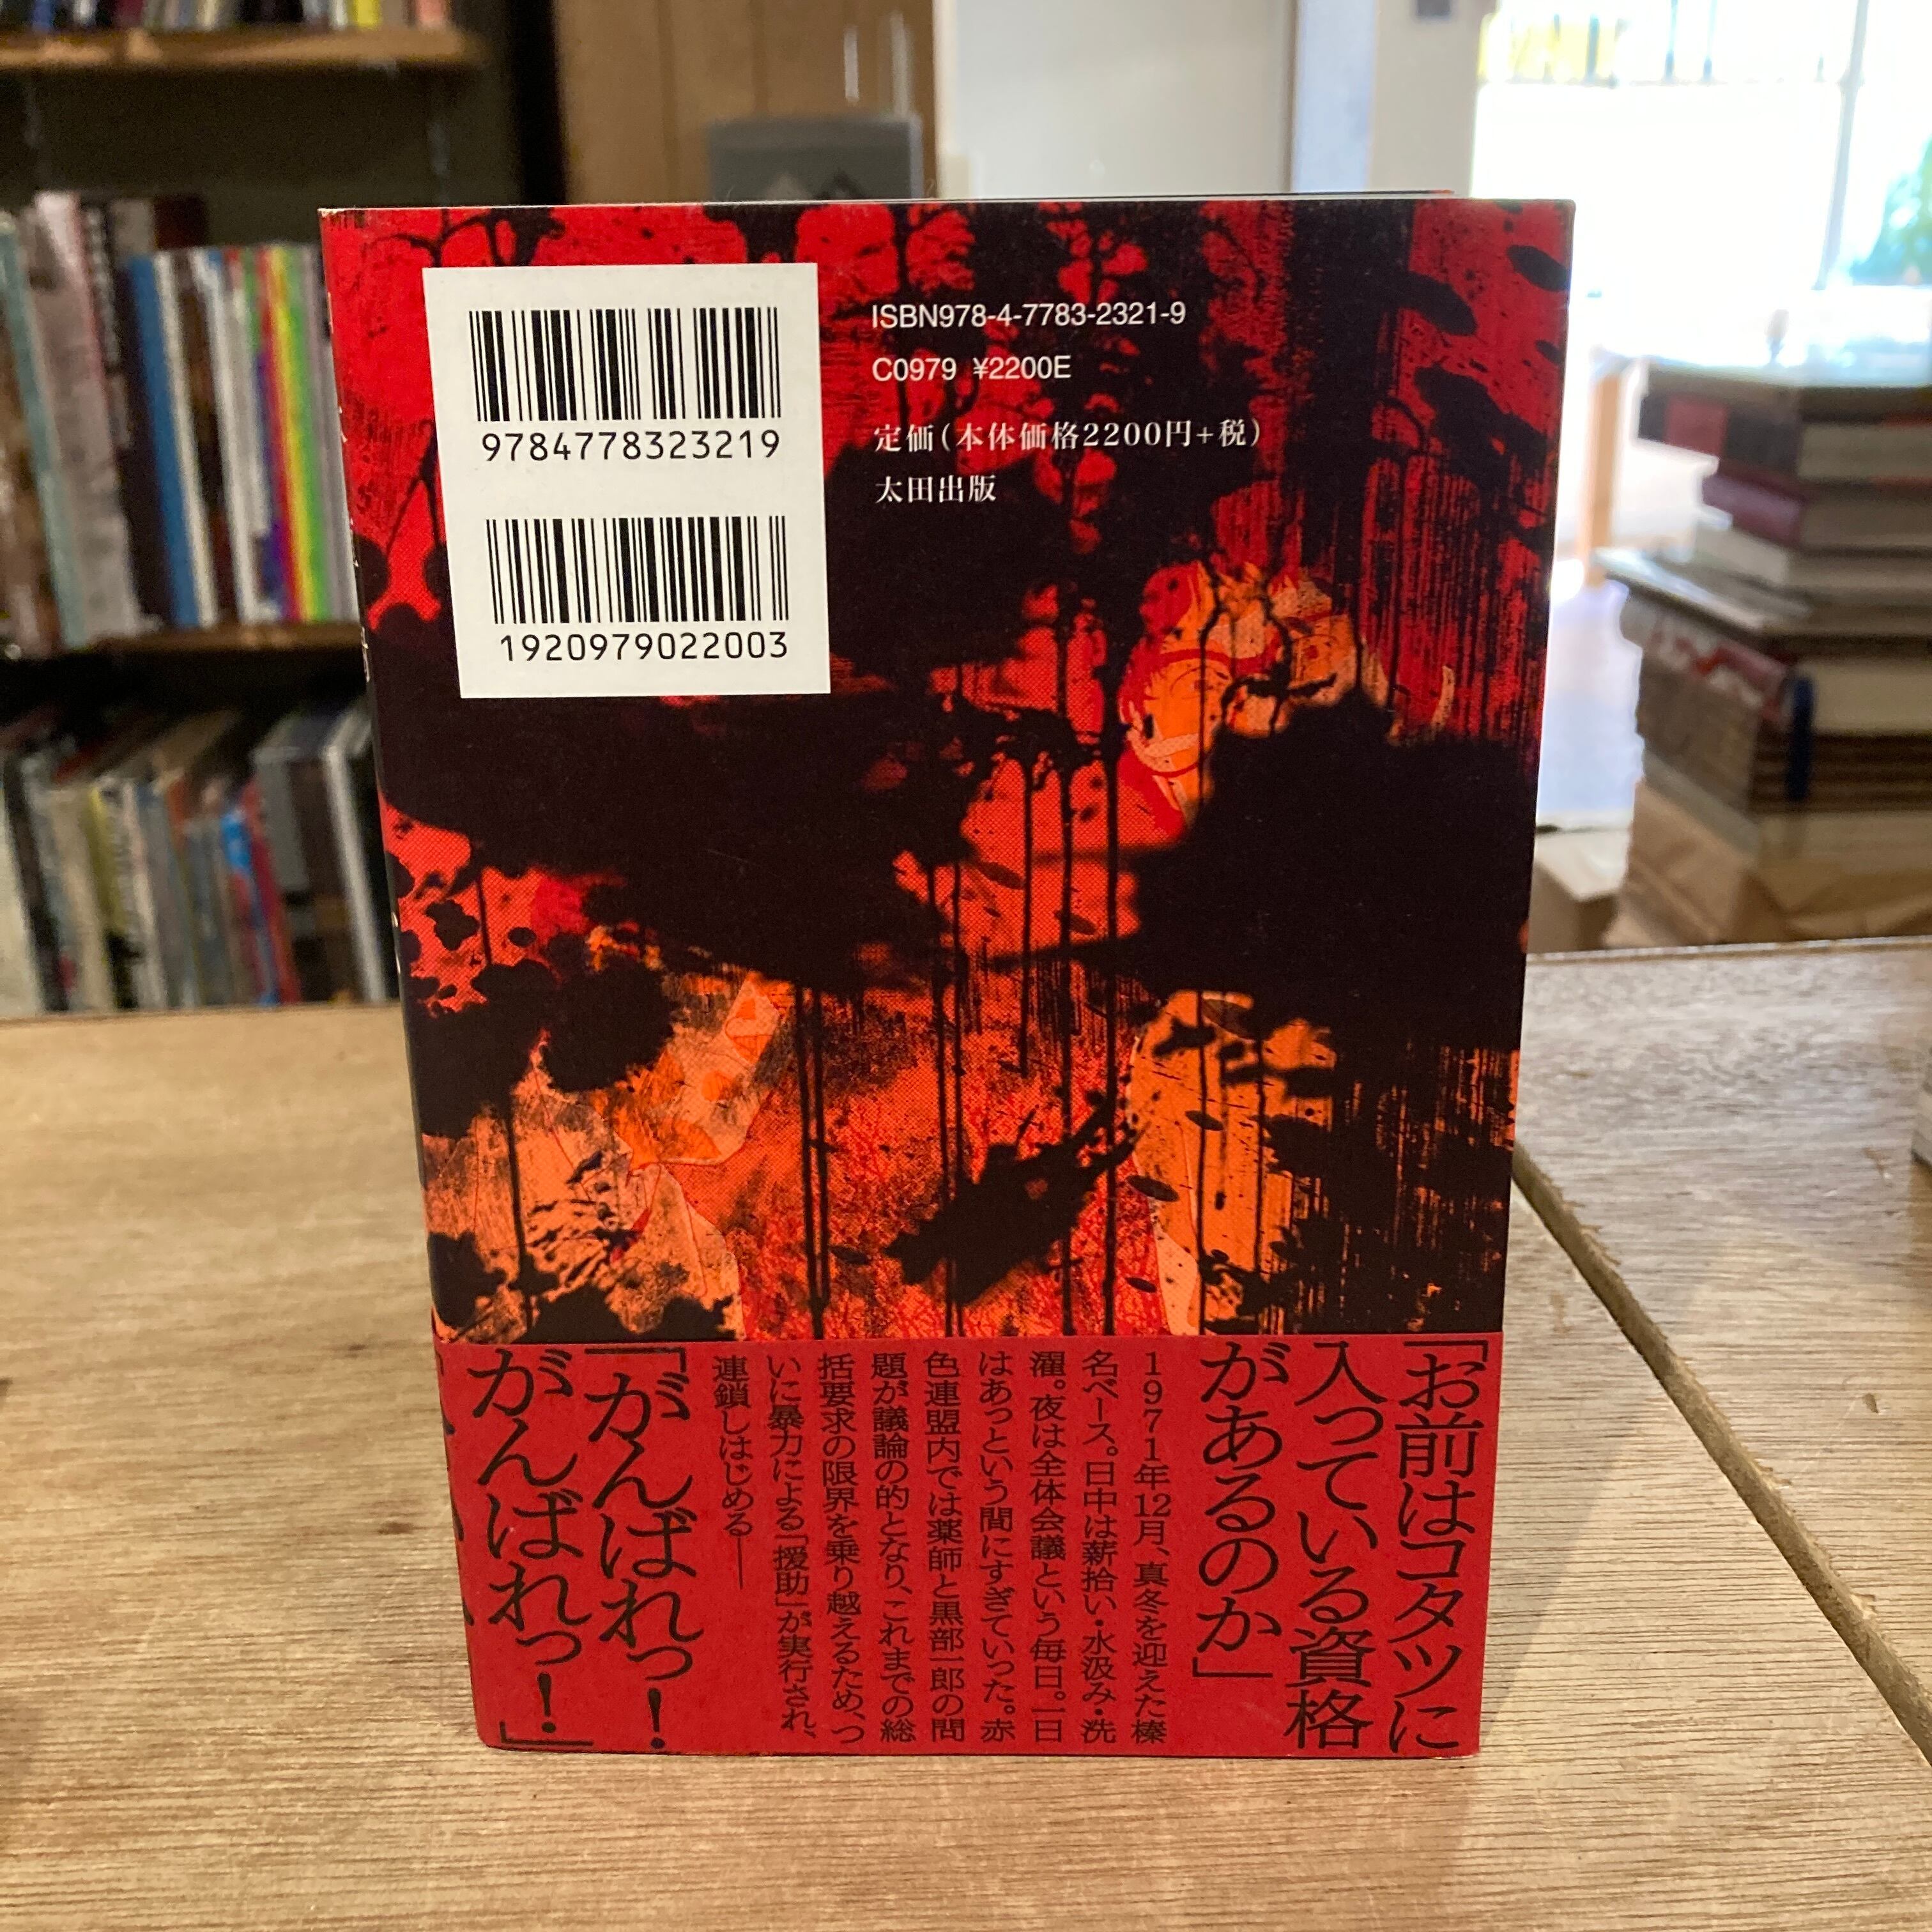 9784778323219
1920979022003
ISBN978-4-7783-2321-9
C0979 ¥2200E
定価(本体価格2200円+税)
太田出版
「お前はコタツに
入っている資格
があるのか」
1971年12月、真冬を迎えた榛
名ベース。日中は薪拾い・水汲み・洗
濯。夜は全体会議という毎日。一日
はあっという間にすぎていった。赤
色連盟内では薬師と黒部一郎の問
題が議論の的となり、これまでの総
括要求の限界を乗り越えるため、つ
いに暴力による「援助」が実行され、
連鎖しはじめる──
「がんばれっ！
がんばれっ！」